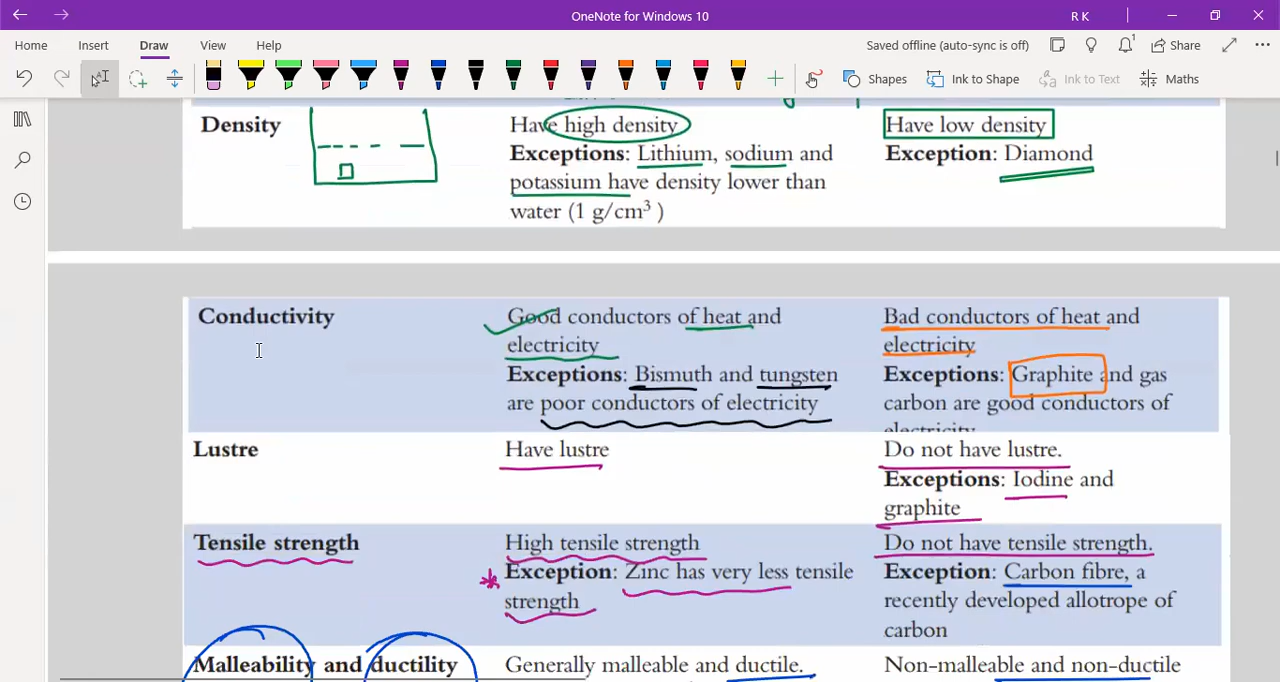 OneNote for Windows 10
R K
Home Insert Draw View Help
Saved offline (auto-sync is off)
1
Share
Shapes
Ink to Shape
Ink to Text
Maths
Density
Have high density
Exceptions: Lithium, sodium and
potassium have density lower than
water (1 g/cm³ )
Have low density
Exception: Diamond
Conductivity
Good conductors of heat and
electricity
Exceptions: Bismuth and tungsten
are poor conductors of electricity
Bad conductors of heat and
electricity
Exceptions: Graphite and gas
carbon are good conductors of
electricity
Lustre
Have lustre
Do not have lustre.
Exceptions: Iodine and
graphite
Tensile strength
High tensile strength
* Exception: Zinc has very less tensile
strength
Do not have tensile strength.
Exception: Carbon fibre, a
recently developed allotrope of
carbon
Malleability and ductility
Generally malleable and ductile.
Non-malleable and non-ductile